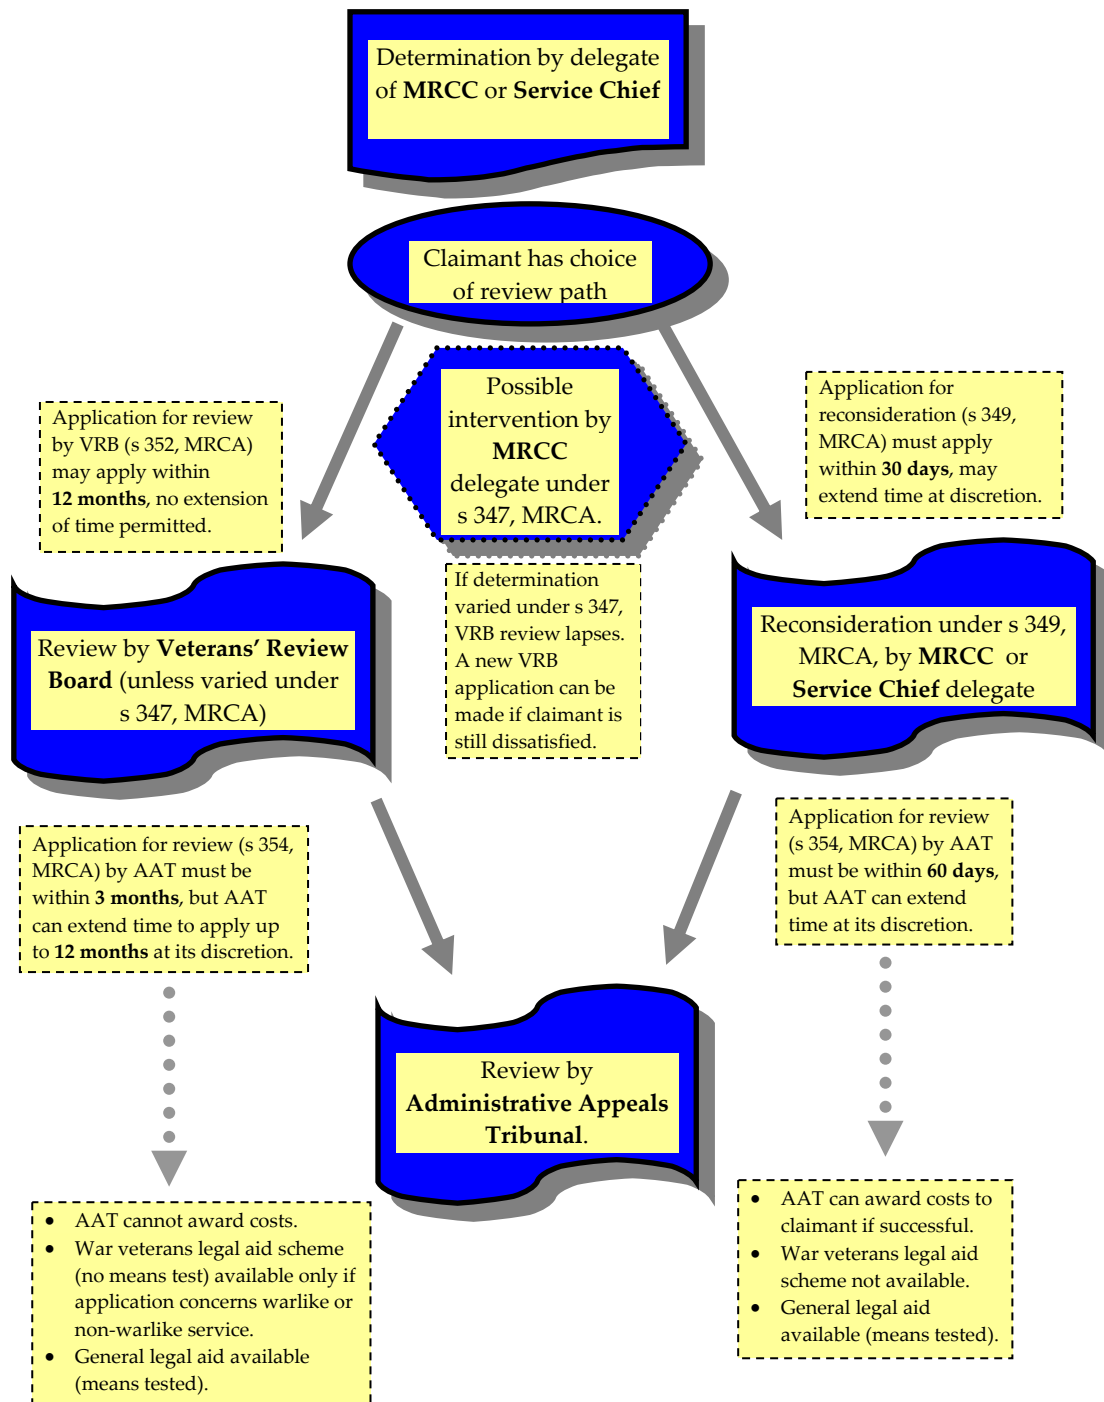 Determination by delegate
of MRCC or Service Chief
Claimant has choice
of review path
Application for review
by VRB (s 352, MRCA)
may apply within
12 months, no extension
of time permitted.
Possible
intervention by
MRCC
delegate under
s 347, MRCA.
Application for
reconsideration (s 349,
MRCA) must apply
within 30 days, may
extend time at discretion.
Review by Veterans’ Review
Board (unless varied under
s 347, MRCA)
If determination
varied under s 347,
VRB review lapses.
A new VRB
application can be
made if claimant is
still dissatisfied.
Reconsideration under s 349,
MRCA, by MRCC or
Service Chief delegate
Application for review (s 354,
MRCA) by AAT must be
within 3 months, but AAT
can extend time to apply up
to 12 months at its discretion.
Application for review
(s 354, MRCA) by AAT
must be within 60 days,
but AAT can extend
time at its discretion.
Review by
Administrative Appeals
Tribunal.
• AAT cannot award costs.
• War veterans legal aid scheme
(no means test) available only if
application concerns warlike or
non-warlike service.
• General legal aid available
(means tested).
• AAT can award costs to
claimant if successful.
• War veterans legal aid
scheme not available.
• General legal aid
available (means tested).